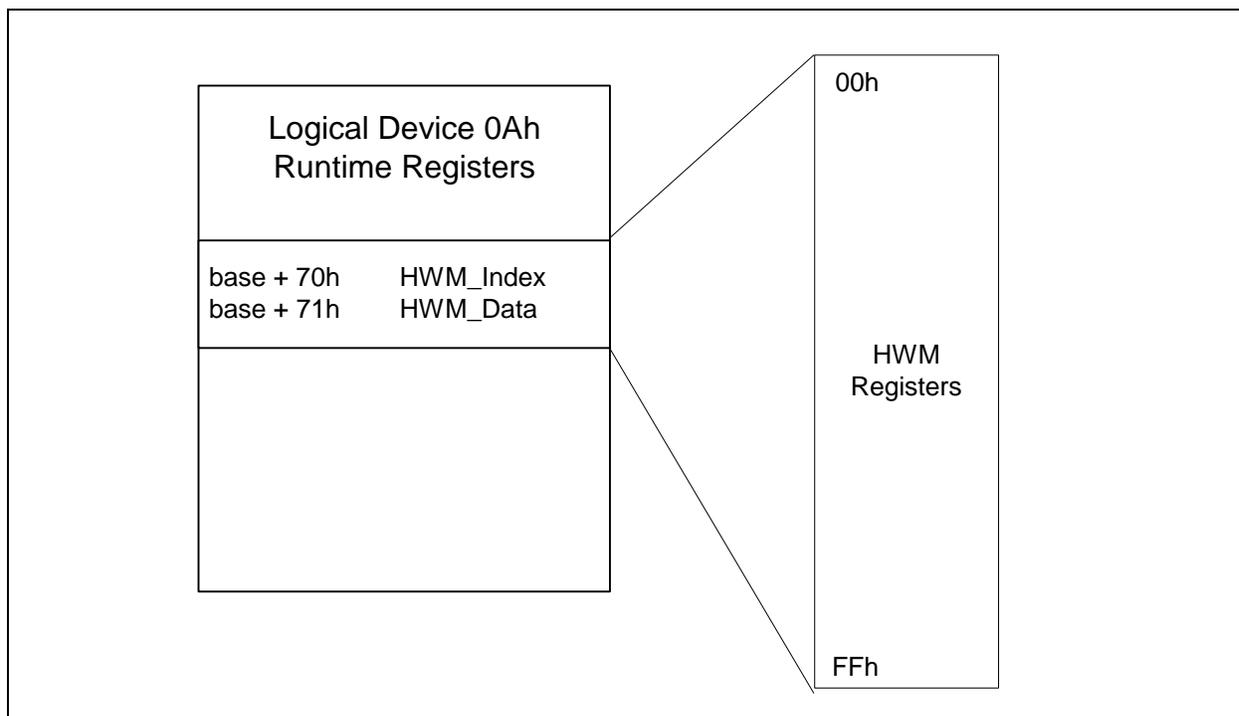 Logical Device 0Ah
Runtime Registers
base + 70h HWM_Index
base + 71h HWM_Data
00h
HWM
Registers
FFh